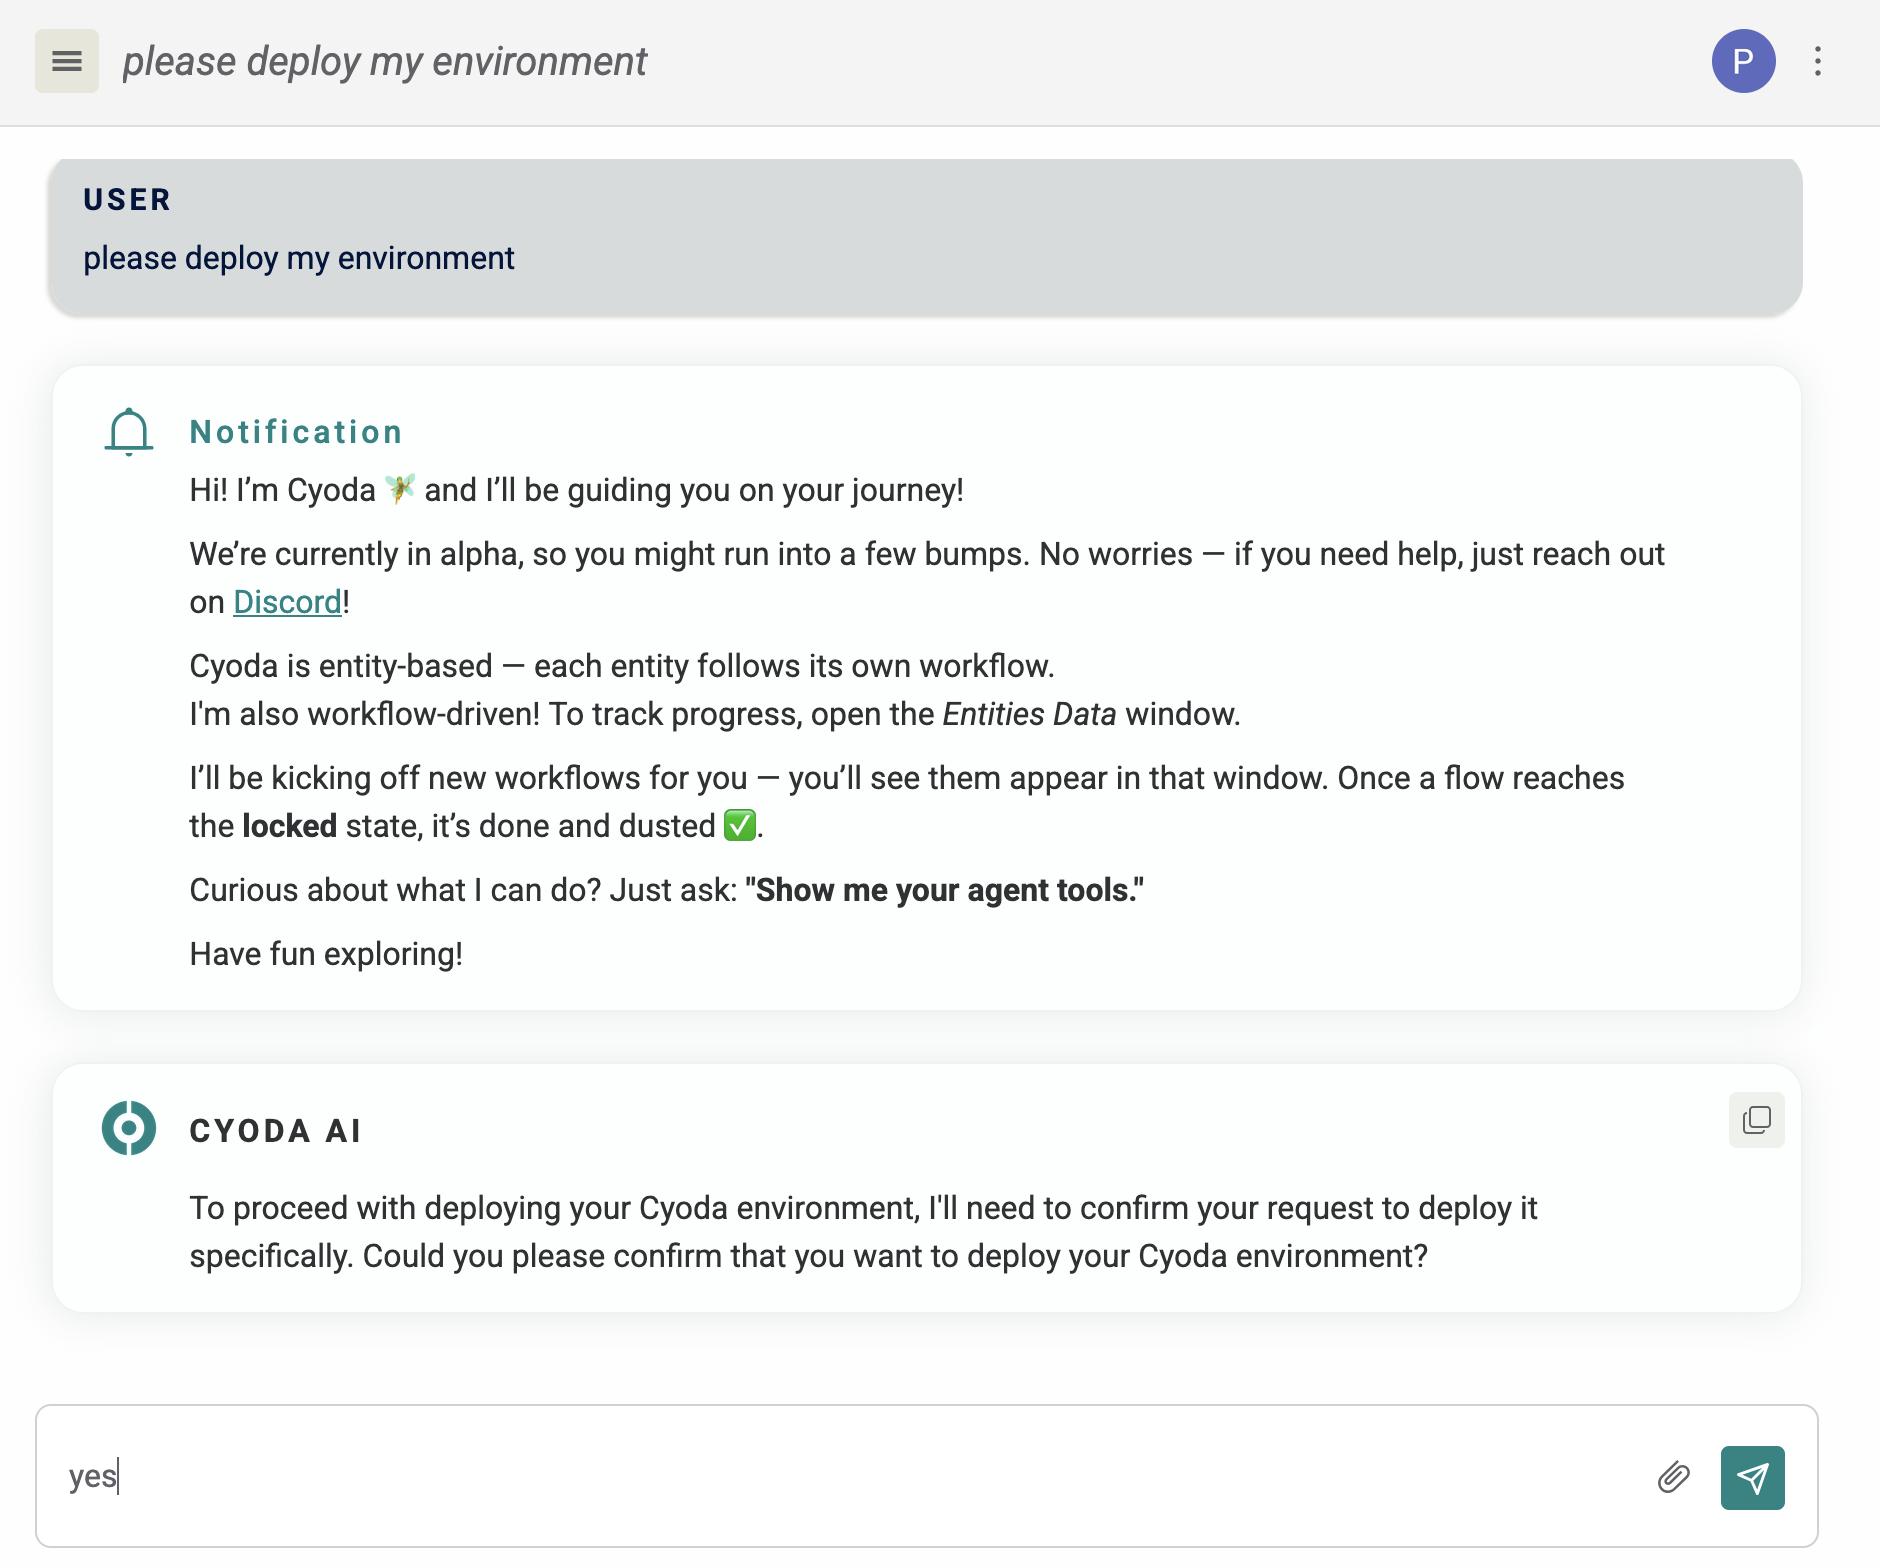 please deploy my environment
P
USER
please deploy my environment
Notification
Hi! I’m Cyoda 🧚 and I’ll be guiding you on your journey!
We’re currently in alpha, so you might run into a few bumps. No worries — if you need help, just reach out
on Discord!
Cyoda is entity-based — each entity follows its own workflow.
I'm also workflow-driven! To track progress, open the Entities Data window.
I’ll be kicking off new workflows for you — you’ll see them appear in that window. Once a flow reaches
the locked state, it’s done and dusted ✅.
Curious about what I can do? Just ask: "Show me your agent tools."
Have fun exploring!
CYODA AI
To proceed with deploying your Cyoda environment, I'll need to confirm your request to deploy it
specifically. Could you please confirm that you want to deploy your Cyoda environment?
yes